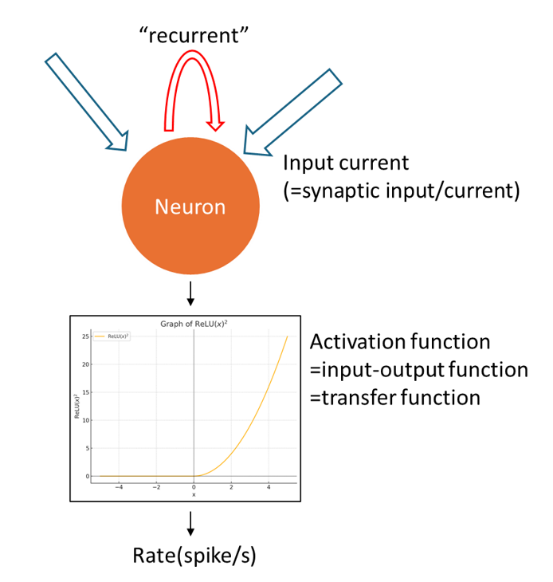 “recurrent”
Input current
(=synaptic input/current)
Neuron
Graph of ReLU(x)²
ReLU(x)²
25
20
15
10
5
0
ReLU(x)²
−4
−2
0
2
4
x
Activation function
=input-output function
=transfer function
Rate(spike/s)